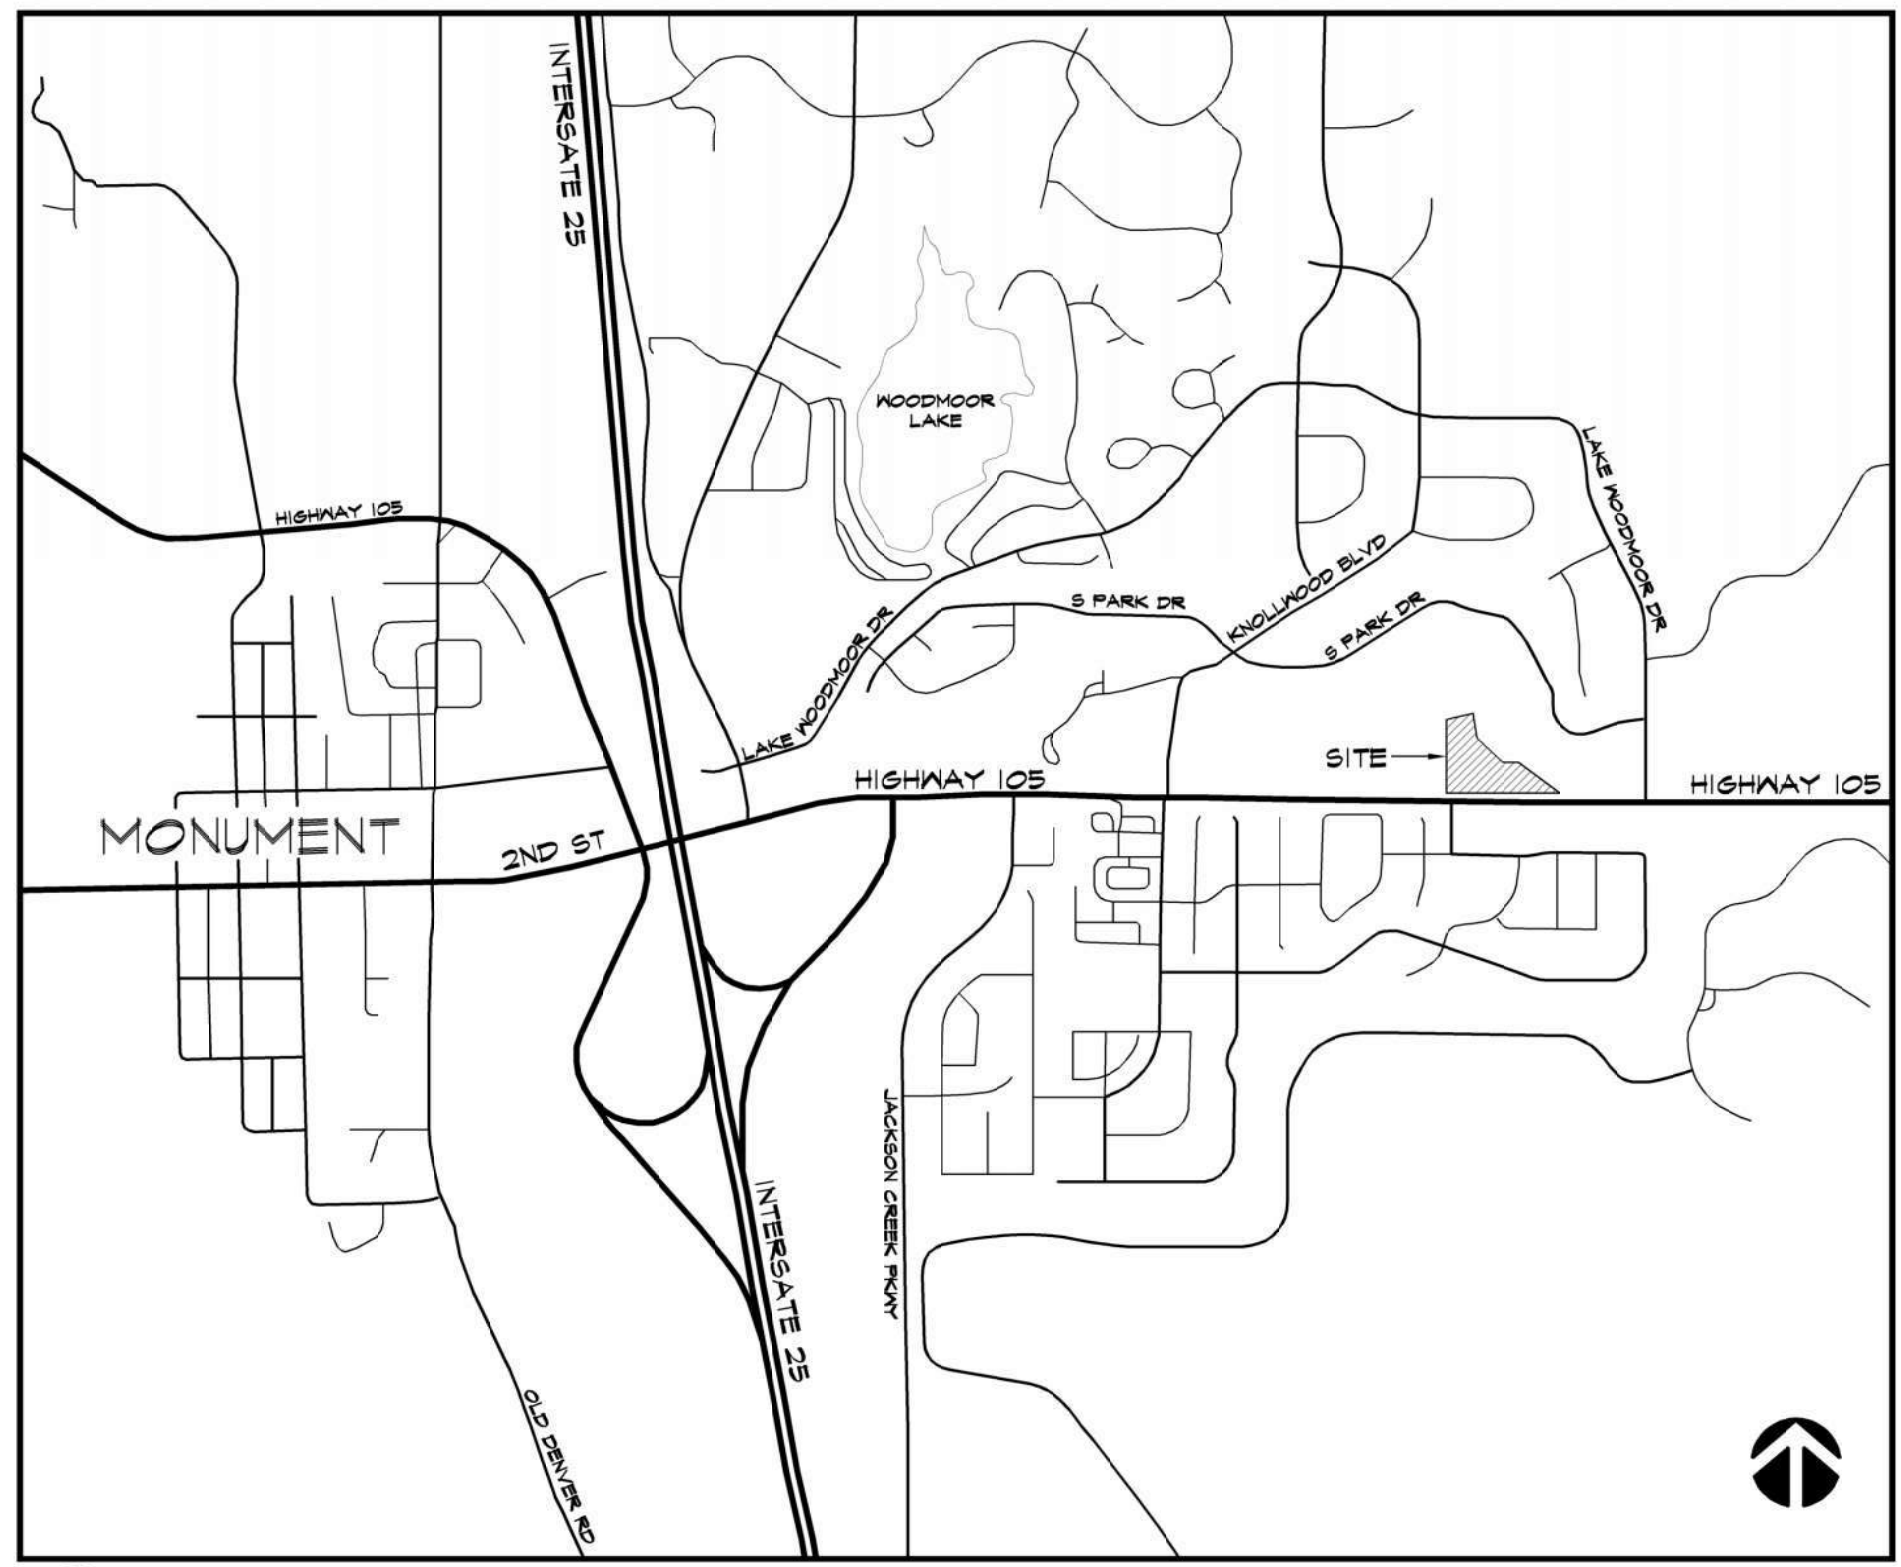 INTERSATE 25
WOODMOOR
LAKE
LAKE WOODMOOR DR
HIGHWAY 105
KNOLLWOOD BLVD
S PARK DR
S PARK DR
LAKE WOODMOOR DR
SITE
HIGHWAY 105
HIGHWAY 105
MONUMENT
2ND ST
JACKSON CREEK PKWY
INTERSATE 25
OLD DENVER RD